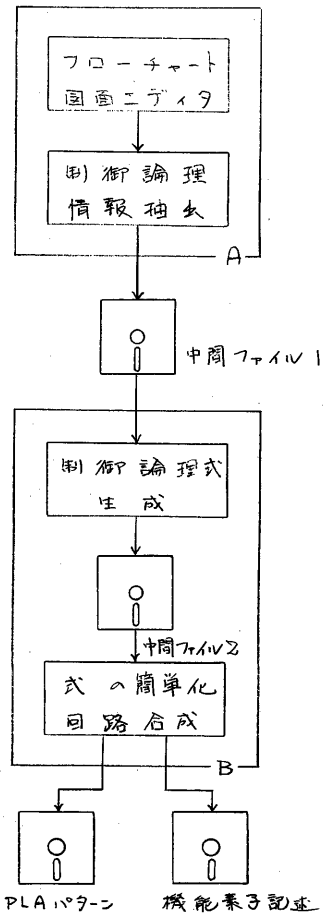 フローチャート
図面エディタ
制御論理
情報抽出
A
中間ファイル1
制御論理式
生成
中間ファイル2
式の簡単化
回路合成
B
PLAパターン
機能素子記述